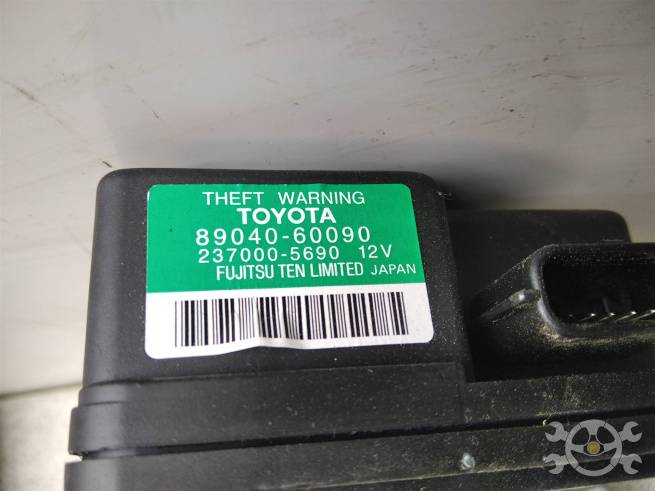 THEFT WARNING
TOYOTA
89040-60090
237000-5690 12V
FUJITSU TEN LIMITED JAPAN